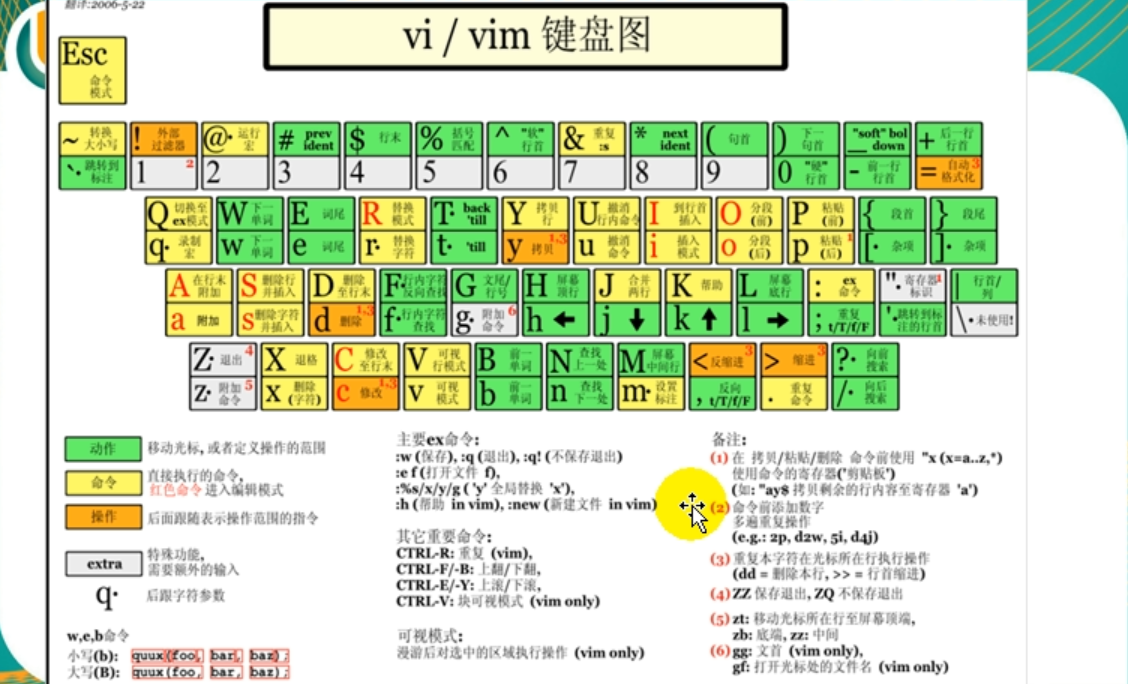 翻译:2006-5-22
vi / vim 键盘图
Esc 命令模式
~ 转换大小写 ! 外部过滤器 @· 运行宏 # prev ident $ 行末 % 括号匹配 ^ "软"行首 & 重复 :s * next ident ( 句首 ) 下一句首 _ "soft" bol down + 后一行行首
`· 跳转到标注 1 2 2 3 4 5 6 7 8 9 0 "硬"行首 - 前一行行首 = 自动格式化 3
Q 切换至ex模式 W 下一单词 E 词尾 R 替换模式 T· back 'till Y 拷贝行 U 撤消行内命令 I 到行首插入 O 分段(前) P 粘贴(前) { 段首 } 段尾
q· 录制宏 w 下一单词 e 词尾 r· 替换字符 t· 'till y 拷贝 1,3 u 撤消命令 i 插入模式 o 分段(后) p 粘贴(后) 1 [· 杂项 ]· 杂项
A 在行末附加 S 删除行并插入 D 删除至行末 F· 行内字符反向查找 G 文尾/行号 H 屏幕顶行 J 合并两行 K 帮助 L 屏幕底行 : ex命令 "· 寄存器标识 1 | 行首/列
a 附加 s 删除字符并插入 d 删除 1,3 f· 行内字符查找 g· 附加命令 6 h ← j ↓ k ↑ l → ; 重复 t/T/f/F '· 跳转到标注的行首 \· 未使用!
Z· 退出 4 X 退格 C 修改至行末 V 可视行模式 B 前一单词 N 查找上一处 M 屏幕中间行 < 反缩进 3 > 缩进 3 ?· 向前搜索
z· 附加命令 5 x 删除(字符) c 修改 1,3 v 可视模式 b 前一单词 n 查找下一处 m· 设置标注 , 反向 t/T/f/F . 重复命令 /· 向后搜索
动作 移动光标, 或者定义操作的范围
命令 直接执行的命令,
红色命令 进入编辑模式
操作 后面跟随表示操作范围的指令
extra 特殊功能,
需要额外的输入
q· 后跟字符参数
w,e,b命令
小写(b): quux(foo, bar, baz);
大写(B): quux(foo, bar, baz);
主要ex命令:
:w (保存), :q (退出), :q! (不保存退出)
:e f (打开文件 f),
:%s/x/y/g ( 'y' 全局替换 'x'),
:h (帮助 in vim), :new (新建文件 in vim)
其它重要命令:
CTRL-R: 重复 (vim),
CTRL-F/-B: 上翻/下翻,
CTRL-E/-Y: 上滚/下滚,
CTRL-V: 块可视模式 (vim only)
可视模式:
漫游后对选中的区域执行操作 (vim only)
备注:
(1) 在 拷贝/粘贴/删除 命令前使用 "x (x=a..z,*)
使用命令的寄存器('剪贴板')
(如: "ay$ 拷贝剩余的行内容至寄存器 'a')
(2) 命令前添加数字
多遍重复操作
(e.g.: 2p, d2w, 5i, d4j)
(3) 重复本字符在光标所在行执行操作
(dd = 删除本行, >> = 行首缩进)
(4) ZZ 保存退出, ZQ 不保存退出
(5) zt: 移动光标所在行至屏幕顶端,
zb: 底端, zz: 中间
(6) gg: 文首 (vim only),
gf: 打开光标处的文件名 (vim only)